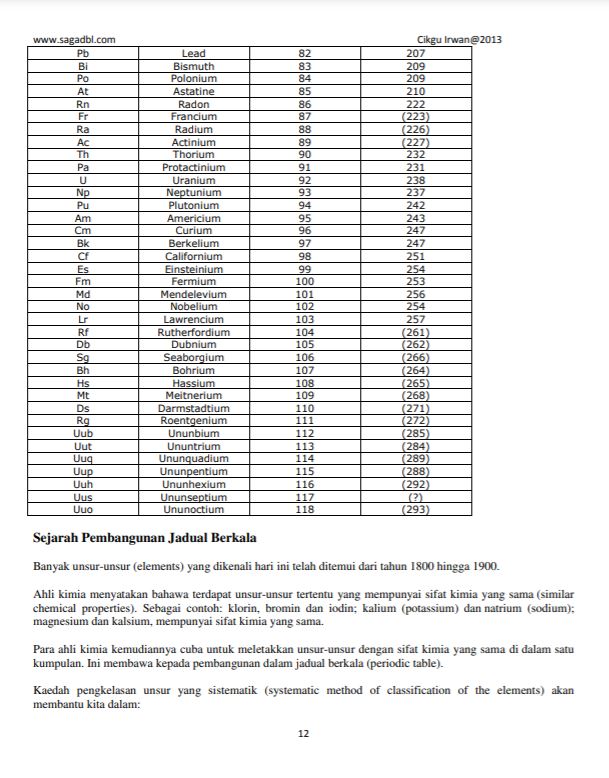 www.sagadbl.com Cikgu Irwan@2013
Pb Lead 82 207
Bi Bismuth 83 209
Po Polonium 84 209
At Astatine 85 210
Rn Radon 86 222
Fr Francium 87 (223)
Ra Radium 88 (226)
Ac Actinium 89 (227)
Th Thorium 90 232
Pa Protactinium 91 231
U Uranium 92 238
Np Neptunium 93 237
Pu Plutonium 94 242
Am Americium 95 243
Cm Curium 96 247
Bk Berkelium 97 247
Cf Californium 98 251
Es Einsteinium 99 254
Fm Fermium 100 253
Md Mendelevium 101 256
No Nobelium 102 254
Lr Lawrencium 103 257
Rf Rutherfordium 104 (261)
Db Dubnium 105 (262)
Sg Seaborgium 106 (266)
Bh Bohrium 107 (264)
Hs Hassium 108 (265)
Mt Meitnerium 109 (268)
Ds Darmstadtium 110 (271)
Rg Roentgenium 111 (272)
Uub Ununbium 112 (285)
Uut Ununtrium 113 (284)
Uuq Ununquadium 114 (289)
Uup Ununpentium 115 (288)
Uuh Ununhexium 116 (292)
Uus Ununseptium 117 (?)
Uuo Ununoctium 118 (293)
Sejarah Pembangunan Jadual Berkala
Banyak unsur-unsur (elements) yang dikenali hari ini telah ditemui dari tahun 1800 hingga 1900.
Ahli kimia menyatakan bahawa terdapat unsur-unsur tertentu yang mempunyai sifat kimia yang sama (similar
chemical properties). Sebagai contoh: klorin, bromin dan iodin; kalium (potassium) dan natrium (sodium);
magnesium dan kalsium, mempunyai sifat kimia yang sama.
Para ahli kimia kemudiannya cuba untuk meletakkan unsur-unsur dengan sifat kimia yang sama di dalam satu
kumpulan. Ini membawa kepada pembangunan dalam jadual berkala (periodic table).
Kaedah pengkelasan unsur yang sistematik (systematic method of classification of the elements) akan
membantu kita dalam:
12